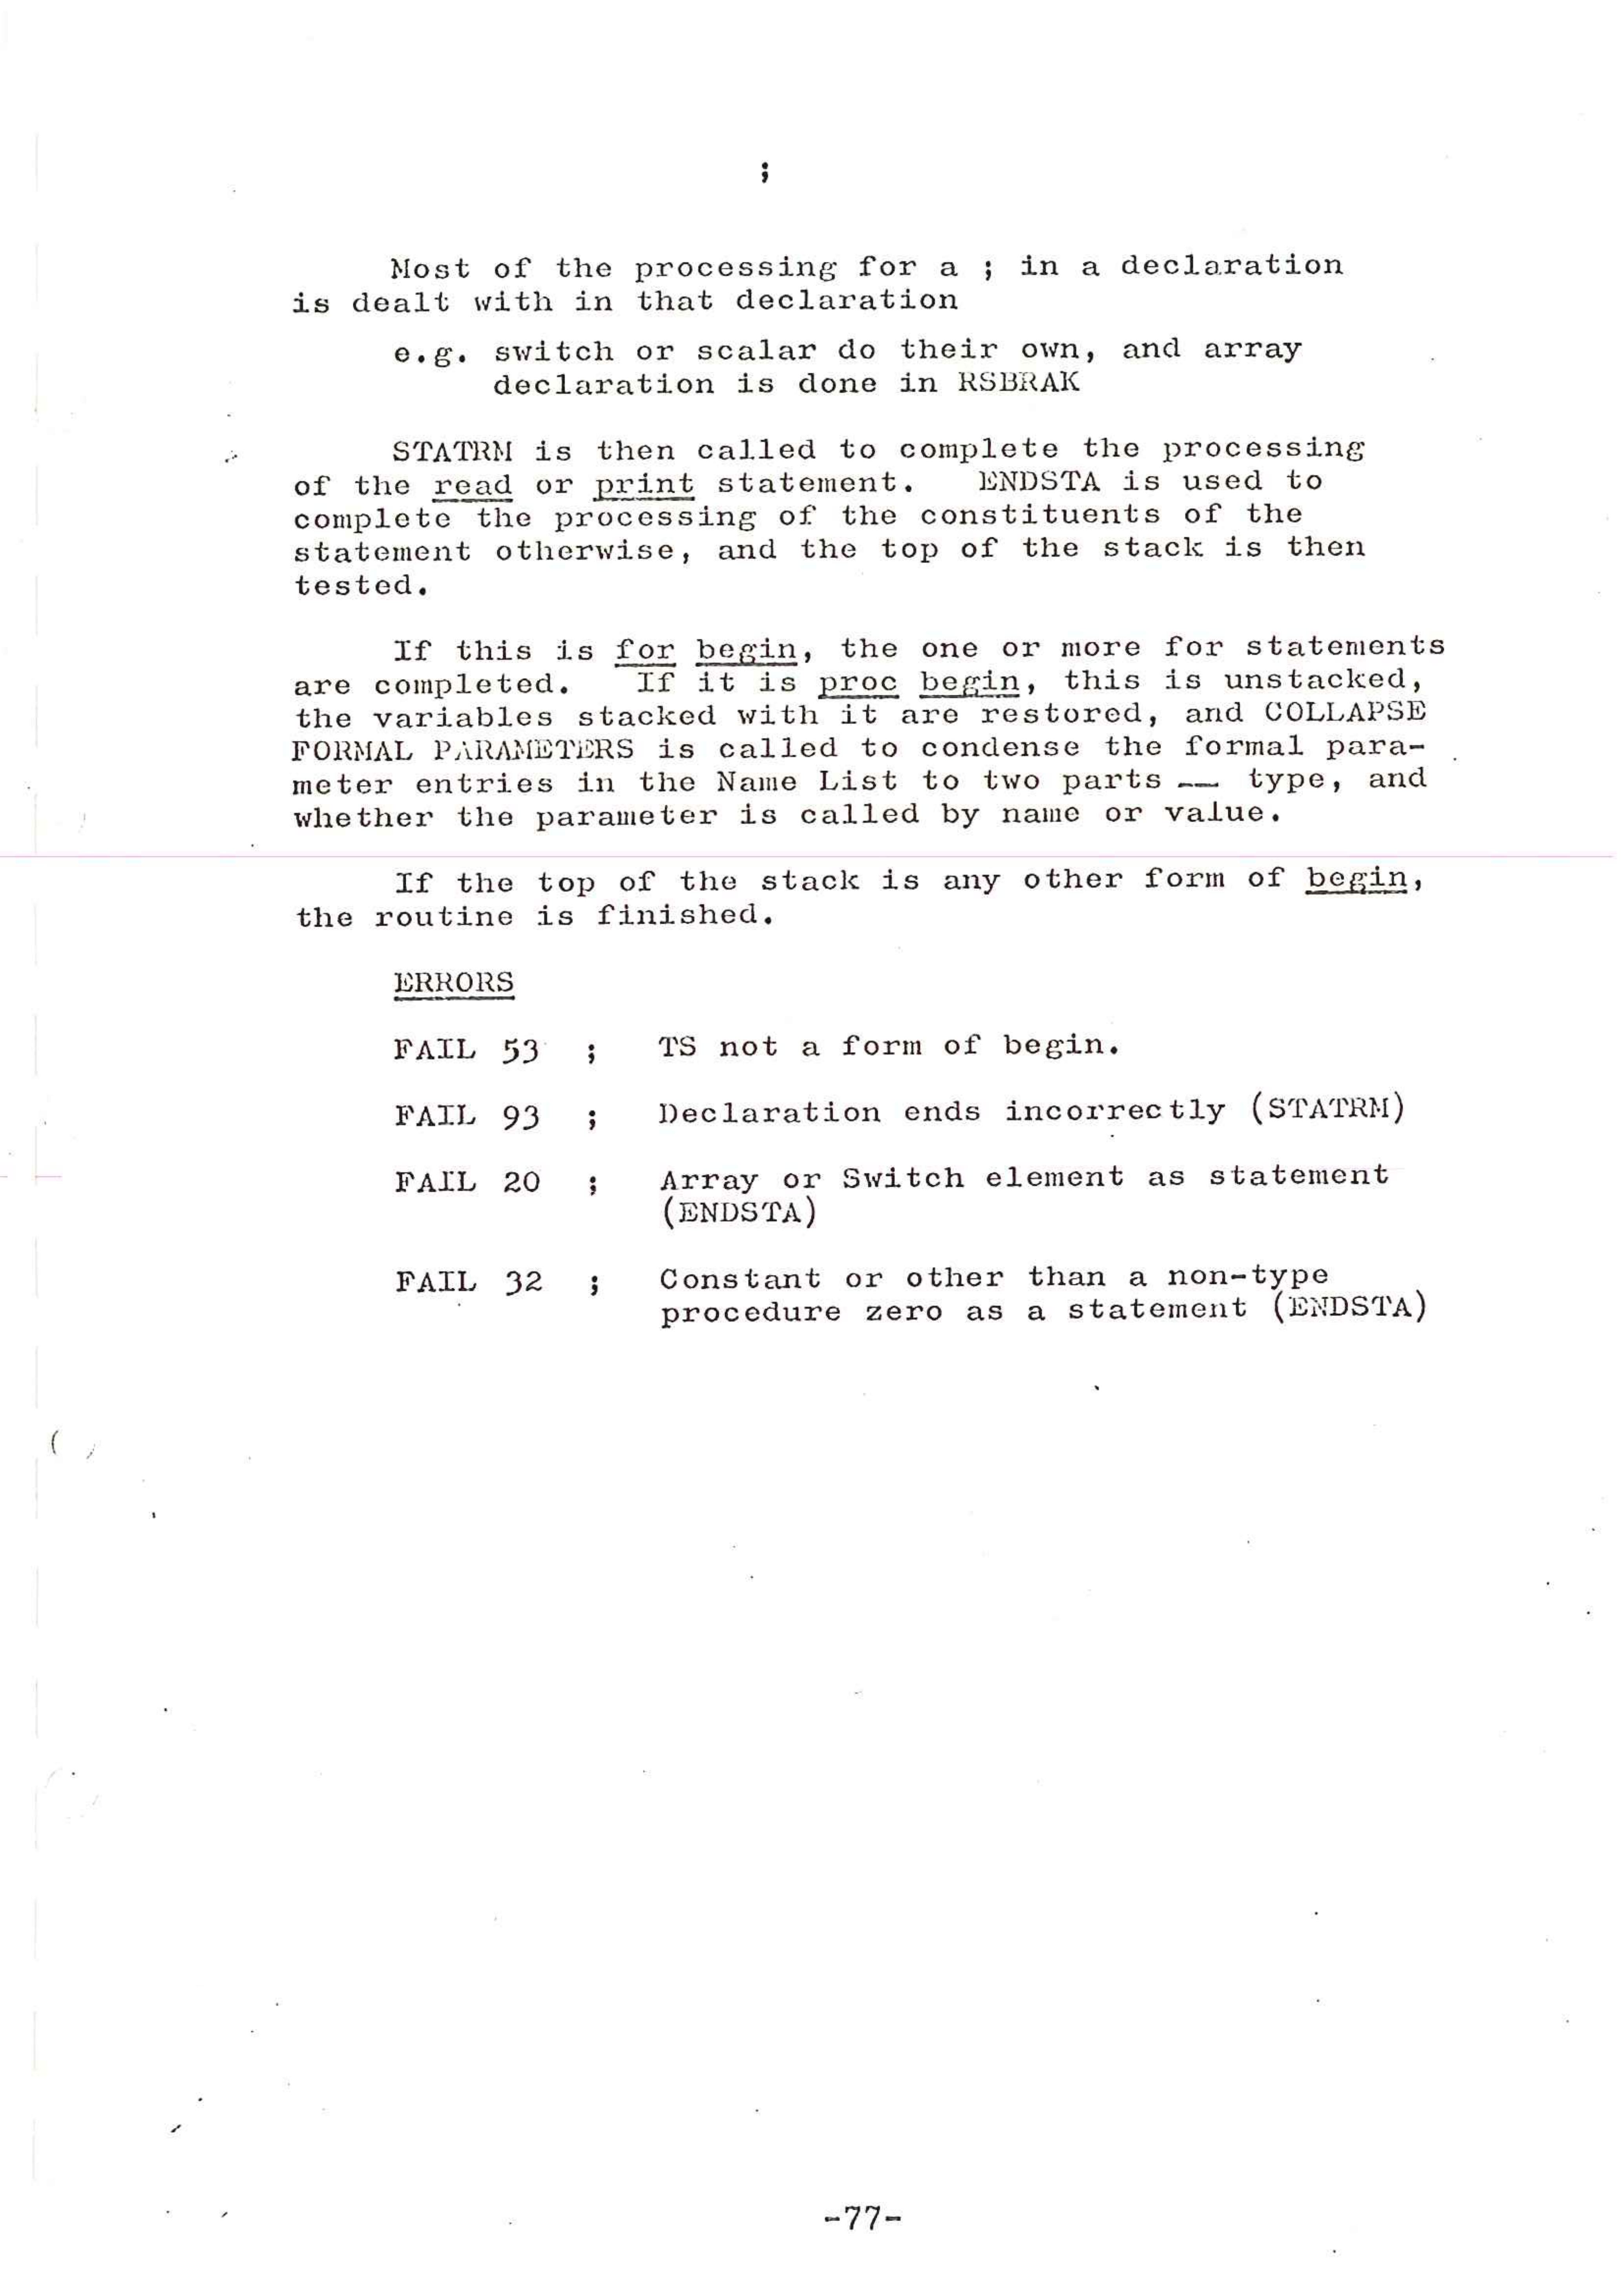 ;
Most of the processing for a ; in a declaration
is dealt with in that declaration
e.g. switch or scalar do their own, and array
declaration is done in RSBRAK
STATRM is then called to complete the processing
of the read or print statement. ENDSTA is used to
complete the processing of the constituents of the
statement otherwise, and the top of the stack is then
tested.
If this is for begin, the one or more for statements
are completed. If it is proc begin, this is unstacked,
the variables stacked with it are restored, and COLLAPSE
FORMAL PARAMETERS is called to condense the formal para-
meter entries in the Name List to two parts -- type, and
whether the parameter is called by name or value.
If the top of the stack is any other form of begin,
the routine is finished.
ERRORS
FAIL 53 ; TS not a form of begin.
FAIL 93 ; Declaration ends incorrectly (STATRM)
FAIL 20 ; Array or Switch element as statement
(ENDSTA)
FAIL 32 ; Constant or other than a non-type
procedure zero as a statement (ENDSTA)
-77-